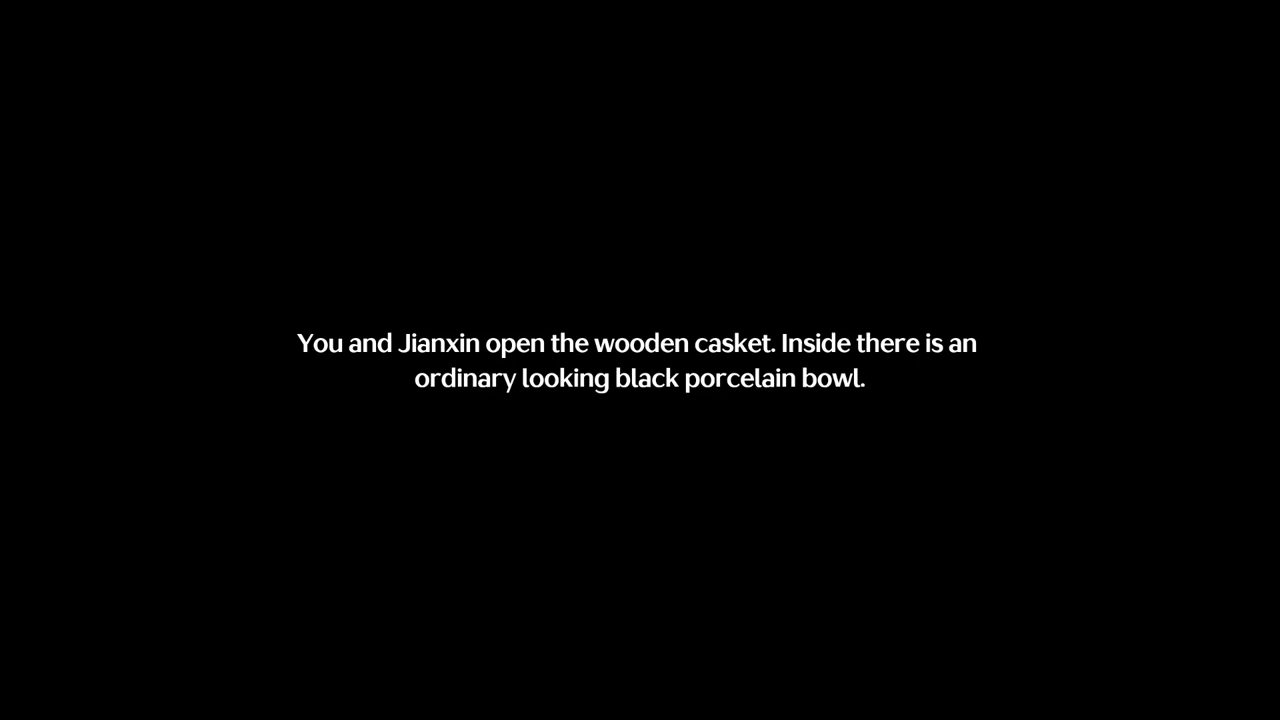 You and Jianxin open the wooden casket. Inside there is an
ordinary looking black porcelain bowl.